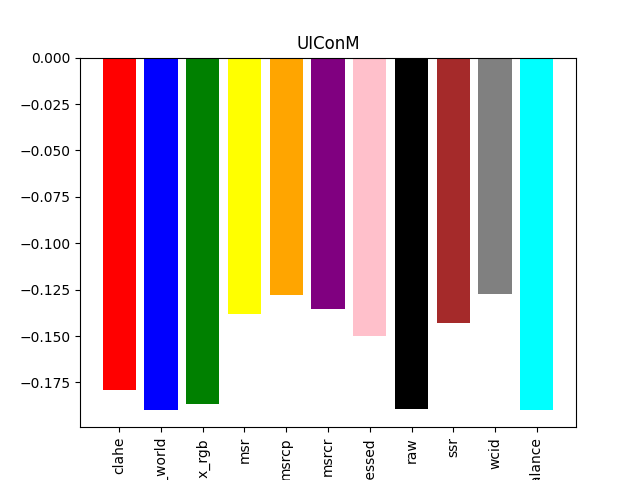 UIConM
0.000
−0.025
−0.050
−0.075
−0.100
−0.125
−0.150
−0.175
clahe
_world
x_rgb
msr
msrcp
msrcr
essed
raw
ssr
wcid
alance